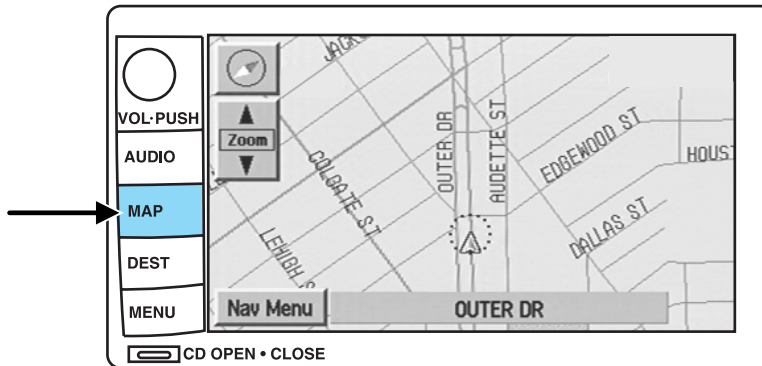 VOL·PUSH
AUDIO
MAP
DEST
MENU
CD OPEN • CLOSE
Zoom
OUTER DR
AUDETTE ST
EDGEWOOD ST
HOUST
COLGATE ST
DALLAS ST
LEHIGH S
Nav Menu
OUTER DR